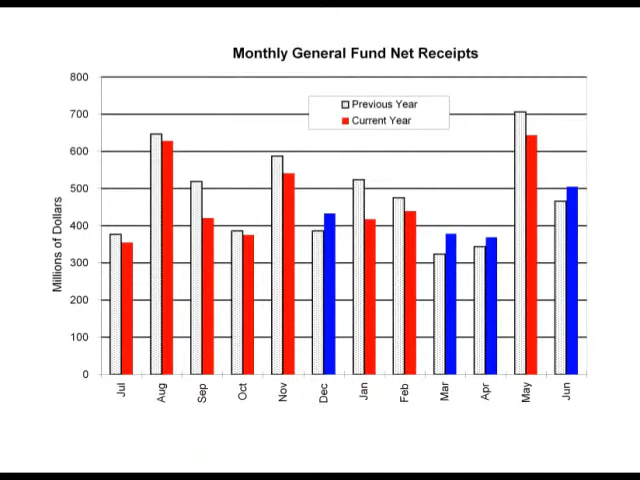 Monthly General Fund Net Receipts
800
700
600
500
400
300
200
100
0
Millions of Dollars
Previous Year
Current Year
Jul
Aug
Sep
Oct
Nov
Dec
Jan
Feb
Mar
Apr
May
Jun